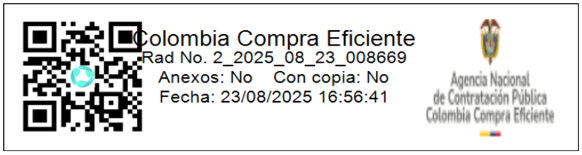 Colombia Compra Eficiente
Rad No. 2_2025_08_23_008669
Anexos: No Con copia: No
Fecha: 23/08/2025 16:56:41
Agencia Nacional
de Contratación Pública
Colombia Compra Eficiente